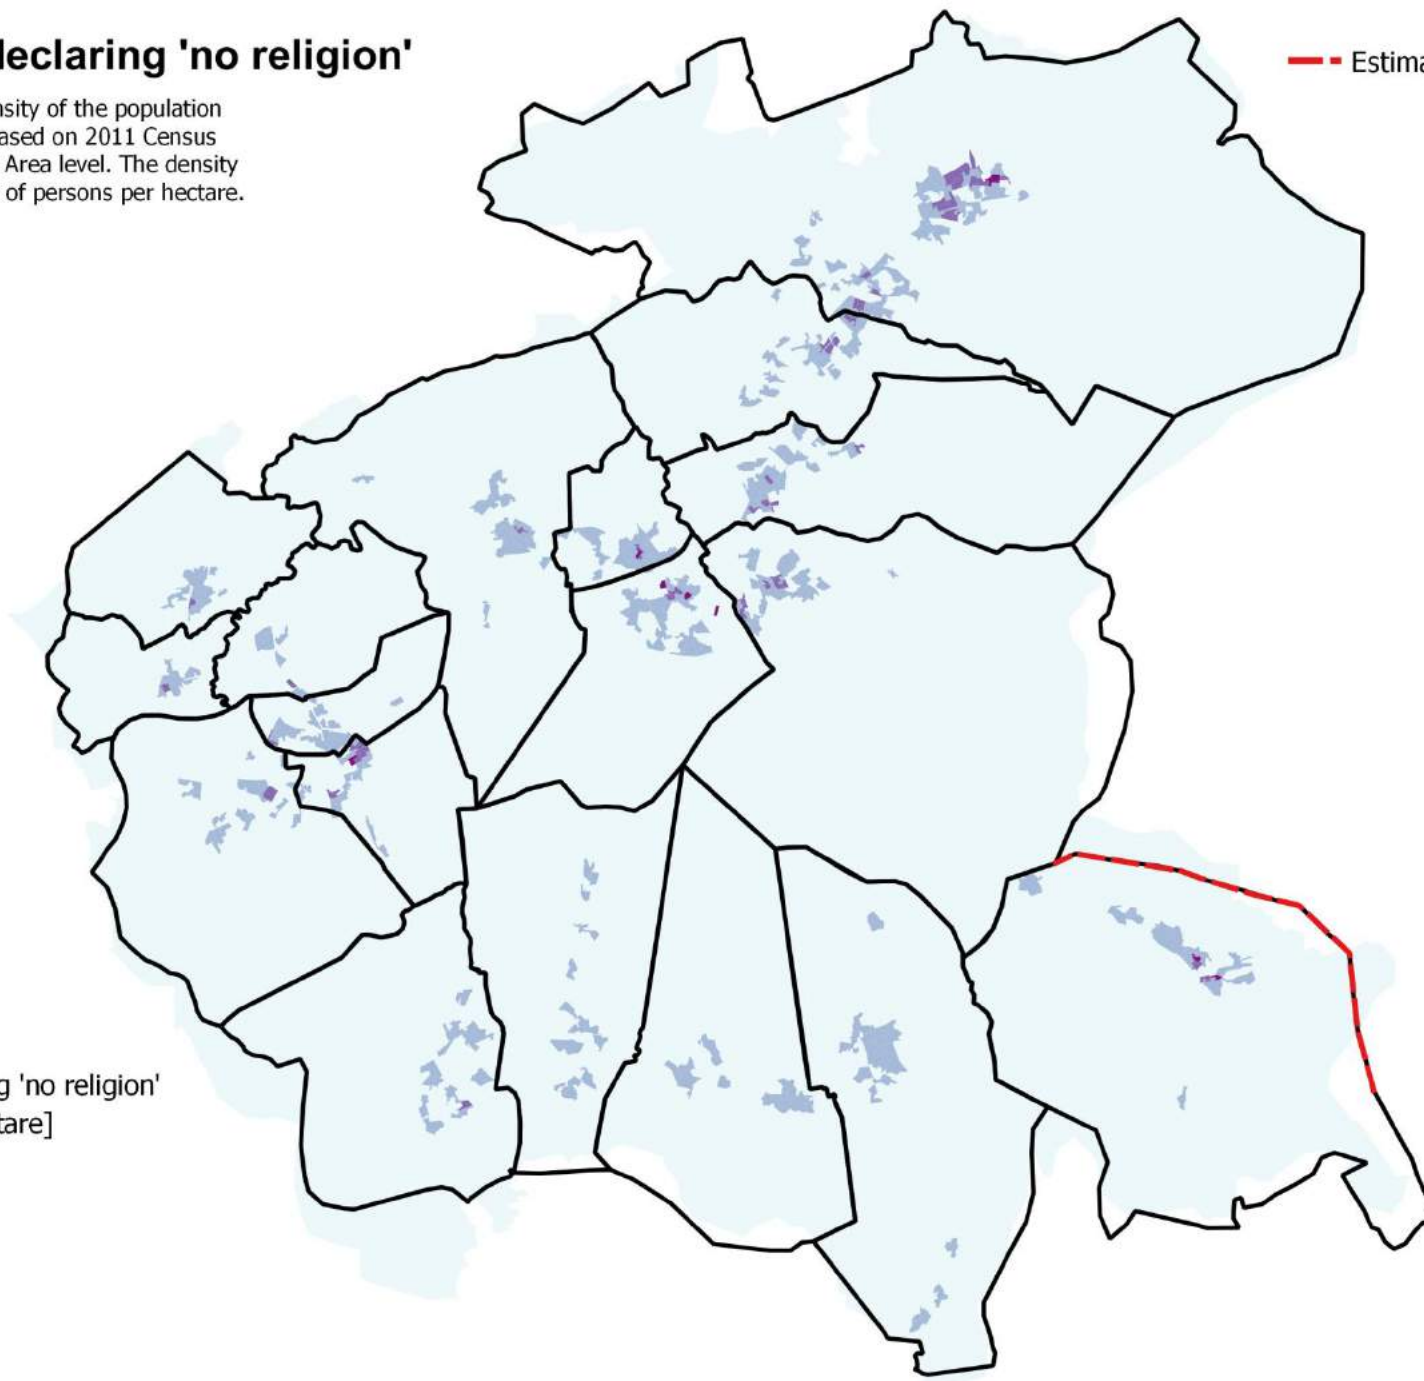 declaring 'no religion'
nsity of the population
ased on 2011 Census
Area level. The density
of persons per hectare.
Estima
g 'no religion'
tare]